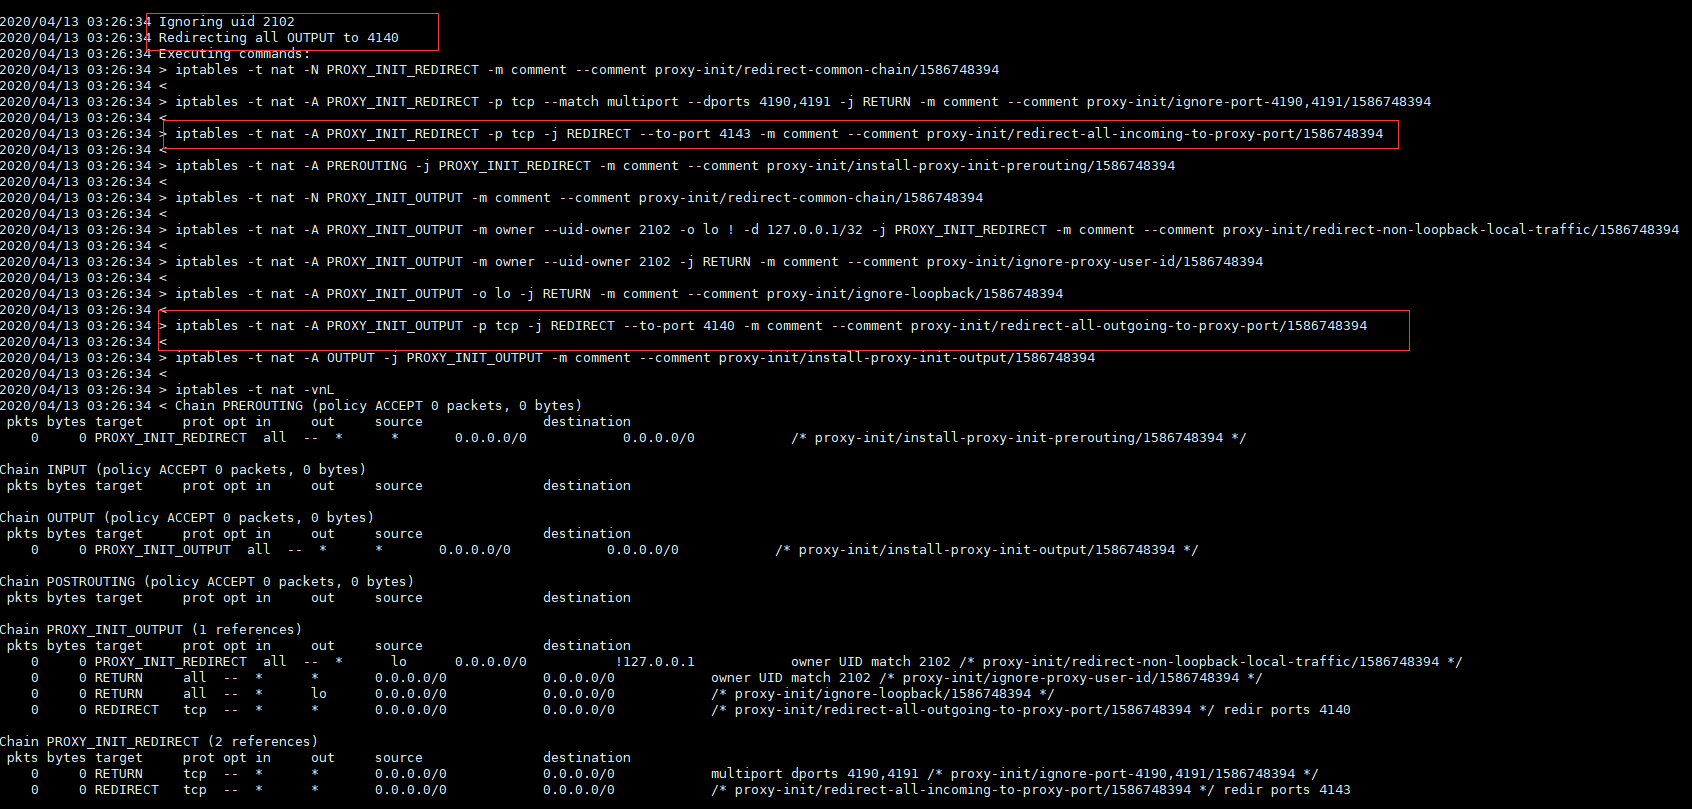 2020/04/13 03:26:34 Ignoring uid 2102
2020/04/13 03:26:34 Redirecting all OUTPUT to 4140
2020/04/13 03:26:34 Executing commands:
2020/04/13 03:26:34 > iptables -t nat -N PROXY_INIT_REDIRECT -m comment --comment proxy-init/redirect-common-chain/1586748394
2020/04/13 03:26:34 <
2020/04/13 03:26:34 > iptables -t nat -A PROXY_INIT_REDIRECT -p tcp --match multiport --dports 4190,4191 -j RETURN -m comment --comment proxy-init/ignore-port-4190,4191/1586748394
2020/04/13 03:26:34 <
2020/04/13 03:26:34 > iptables -t nat -A PROXY_INIT_REDIRECT -p tcp -j REDIRECT --to-port 4143 -m comment --comment proxy-init/redirect-all-incoming-to-proxy-port/1586748394
2020/04/13 03:26:34 <
2020/04/13 03:26:34 > iptables -t nat -A PREROUTING -j PROXY_INIT_REDIRECT -m comment --comment proxy-init/install-proxy-init-prerouting/1586748394
2020/04/13 03:26:34 <
2020/04/13 03:26:34 > iptables -t nat -N PROXY_INIT_OUTPUT -m comment --comment proxy-init/redirect-common-chain/1586748394
2020/04/13 03:26:34 <
2020/04/13 03:26:34 > iptables -t nat -A PROXY_INIT_OUTPUT -m owner --uid-owner 2102 -o lo ! -d 127.0.0.1/32 -j PROXY_INIT_REDIRECT -m comment --comment proxy-init/redirect-non-loopback-local-traffic/1586748394
2020/04/13 03:26:34 <
2020/04/13 03:26:34 > iptables -t nat -A PROXY_INIT_OUTPUT -m owner --uid-owner 2102 -j RETURN -m comment --comment proxy-init/ignore-proxy-user-id/1586748394
2020/04/13 03:26:34 <
2020/04/13 03:26:34 > iptables -t nat -A PROXY_INIT_OUTPUT -o lo -j RETURN -m comment --comment proxy-init/ignore-loopback/1586748394
2020/04/13 03:26:34 <
2020/04/13 03:26:34 > iptables -t nat -A PROXY_INIT_OUTPUT -p tcp -j REDIRECT --to-port 4140 -m comment --comment proxy-init/redirect-all-outgoing-to-proxy-port/1586748394
2020/04/13 03:26:34 <
2020/04/13 03:26:34 > iptables -t nat -A OUTPUT -j PROXY_INIT_OUTPUT -m comment --comment proxy-init/install-proxy-init-output/1586748394
2020/04/13 03:26:34 <
2020/04/13 03:26:34 > iptables -t nat -vnL
2020/04/13 03:26:34 < Chain PREROUTING (policy ACCEPT 0 packets, 0 bytes)
pkts bytes target     prot opt in     out     source               destination
0     0 PROXY_INIT_REDIRECT  all  --  *      *       0.0.0.0/0            0.0.0.0/0            /* proxy-init/install-proxy-init-prerouting/1586748394 */
Chain INPUT (policy ACCEPT 0 packets, 0 bytes)
pkts bytes target     prot opt in     out     source               destination
Chain OUTPUT (policy ACCEPT 0 packets, 0 bytes)
pkts bytes target     prot opt in     out     source               destination
0     0 PROXY_INIT_OUTPUT  all  --  *      *       0.0.0.0/0            0.0.0.0/0            /* proxy-init/install-proxy-init-output/1586748394 */
Chain POSTROUTING (policy ACCEPT 0 packets, 0 bytes)
pkts bytes target     prot opt in     out     source               destination
Chain PROXY_INIT_OUTPUT (1 references)
pkts bytes target     prot opt in     out     source               destination
0     0 PROXY_INIT_REDIRECT  all  --  *      lo      0.0.0.0/0           !127.0.0.1            owner UID match 2102 /* proxy-init/redirect-non-loopback-local-traffic/1586748394 */
0     0 RETURN     all  --  *      *       0.0.0.0/0            0.0.0.0/0            owner UID match 2102 /* proxy-init/ignore-proxy-user-id/1586748394 */
0     0 RETURN     all  --  *      lo      0.0.0.0/0            0.0.0.0/0            /* proxy-init/ignore-loopback/1586748394 */
0     0 REDIRECT   tcp  --  *      *       0.0.0.0/0            0.0.0.0/0            /* proxy-init/redirect-all-outgoing-to-proxy-port/1586748394 */ redir ports 4140
Chain PROXY_INIT_REDIRECT (2 references)
pkts bytes target     prot opt in     out     source               destination
0     0 RETURN     tcp  --  *      *       0.0.0.0/0            0.0.0.0/0            multiport dports 4190,4191 /* proxy-init/ignore-port-4190,4191/1586748394 */
0     0 REDIRECT   tcp  --  *      *       0.0.0.0/0            0.0.0.0/0            /* proxy-init/redirect-all-incoming-to-proxy-port/1586748394 */ redir ports 4143